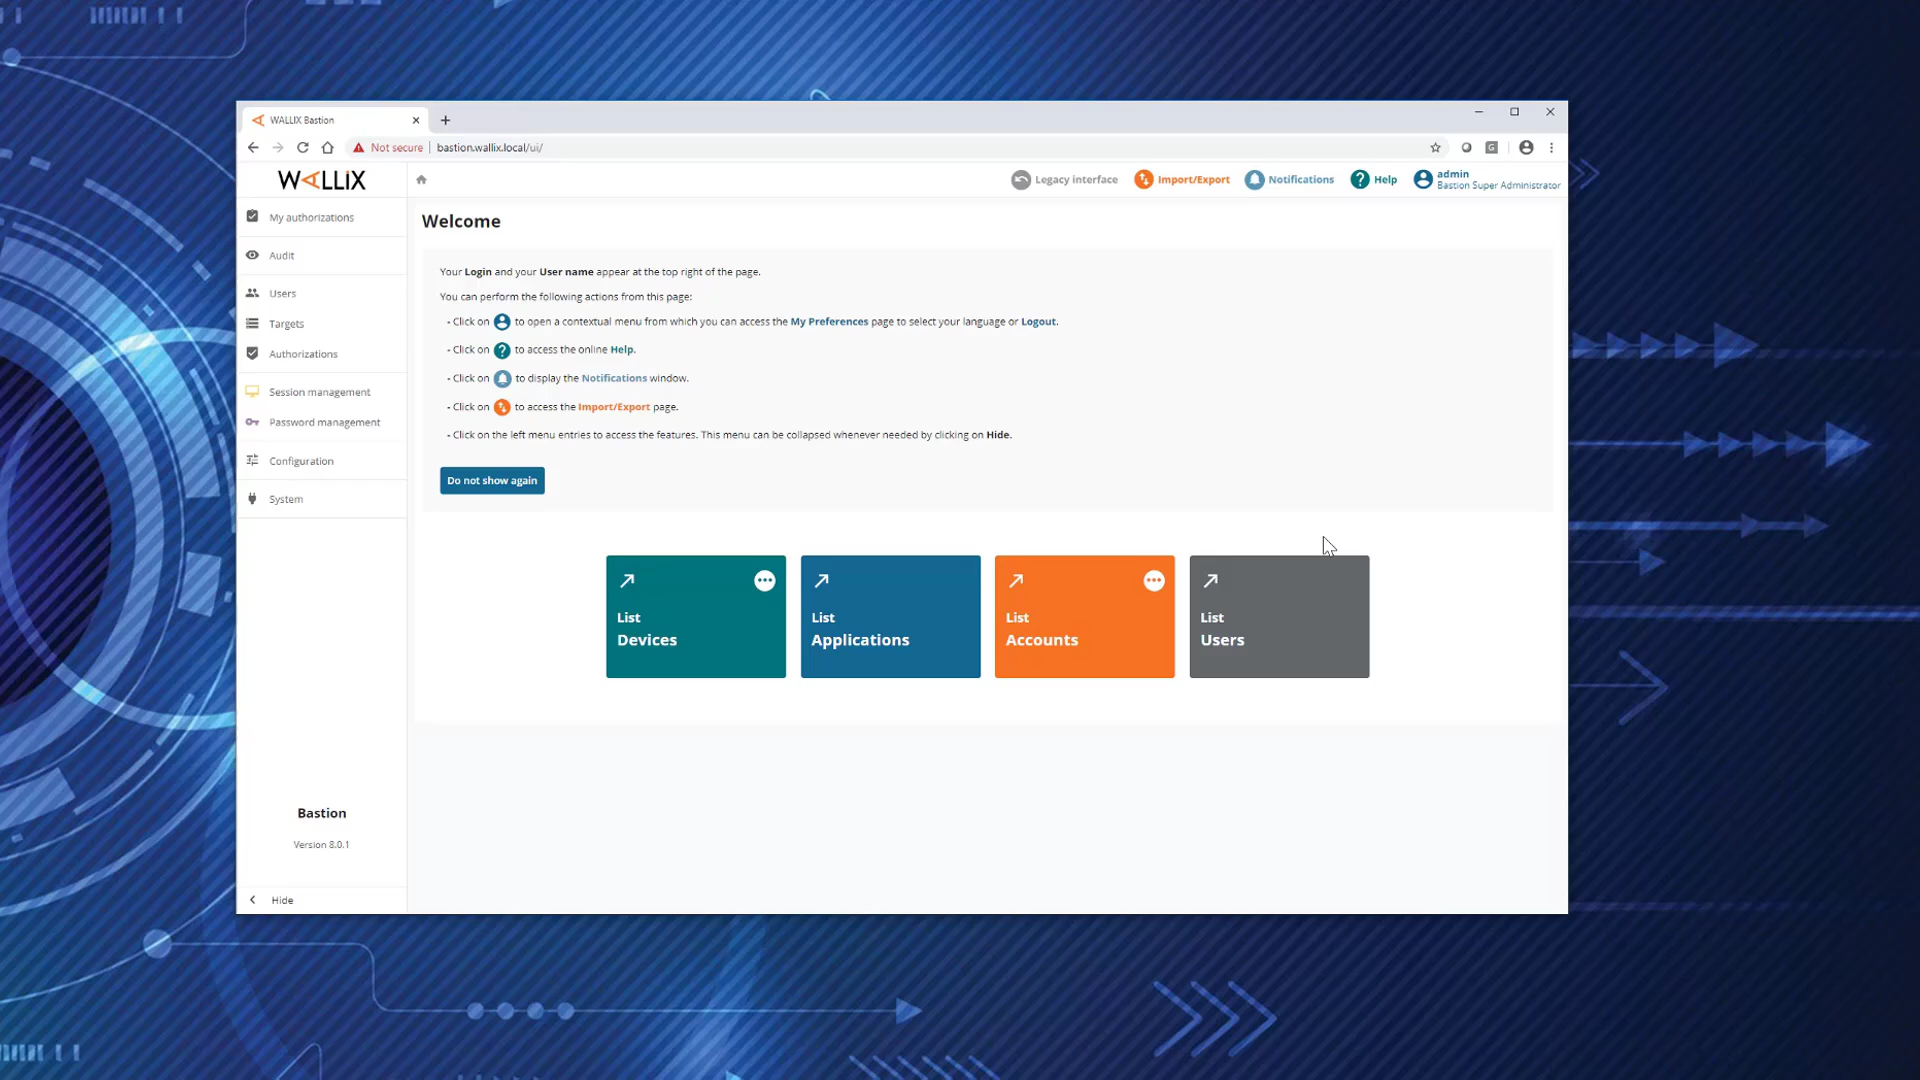 WALLIX Bastion
Not secure
bastion.wallix.local/ui/
WALLIX
Legacy interface
Import/Export
Notifications
Help
admin
Bastion Super Administrator
My authorizations
Audit
Users
Targets
Authorizations
Session management
Password management
Configuration
System
Bastion
Version 8.0.1
Hide
Welcome
Your Login and your User name appear at the top right of the page.
You can perform the following actions from this page:
- Click on to open a contextual menu from which you can access the My Preferences page to select your language or Logout.
- Click on ? to access the online Help.
- Click on to display the Notifications window.
- Click on to access the Import/Export page.
- Click on the left menu entries to access the features. This menu can be collapsed whenever needed by clicking on Hide.
Do not show again
List
Devices
List
Applications
List
Accounts
List
Users